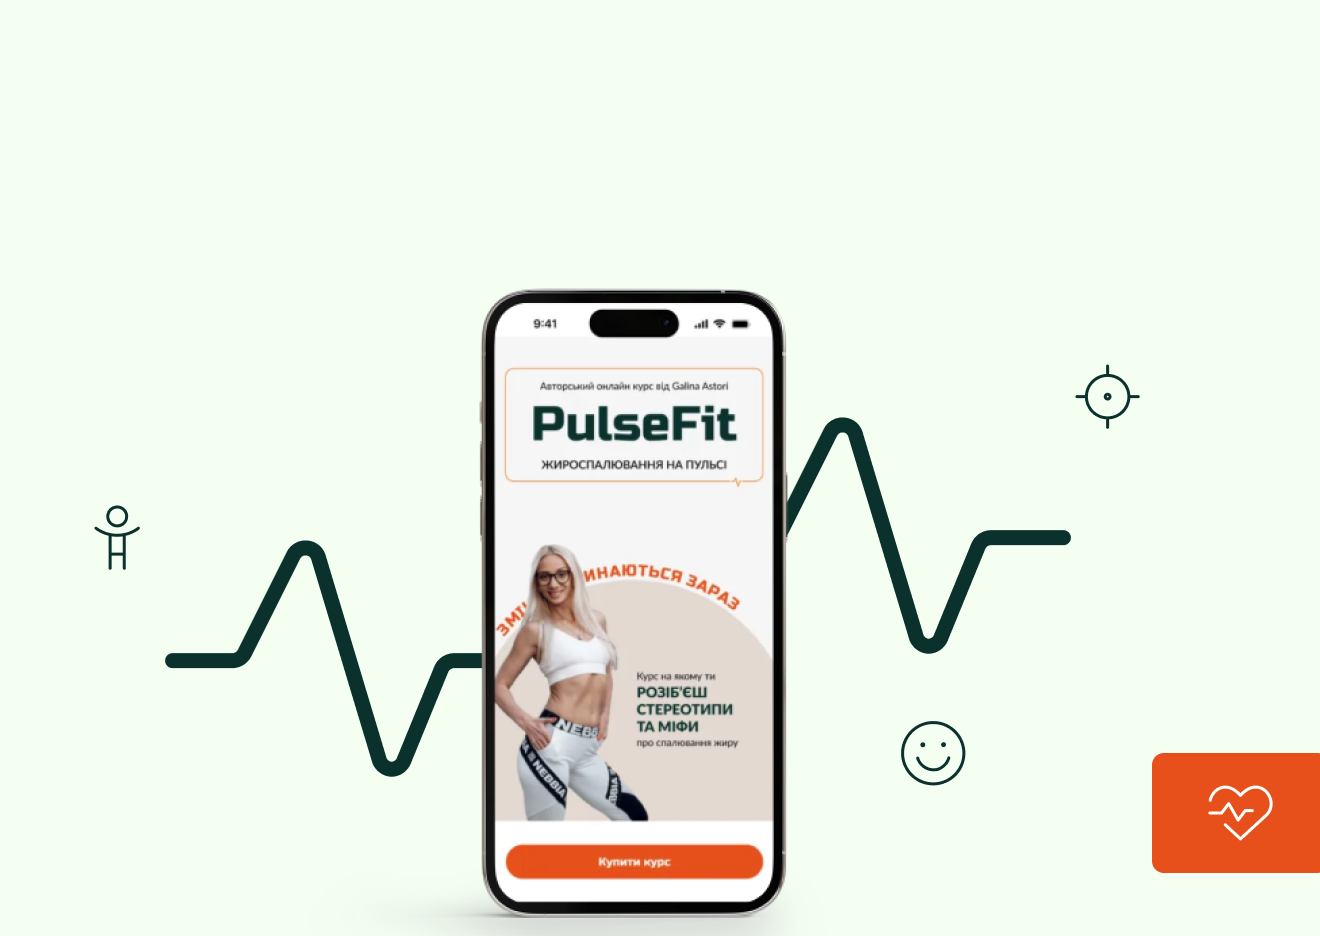 9:41
Авторський онлайн курс від Galina Astori
PulseFit
ЖИРОСПАЛЮВАННЯ НА ПУЛЬСІ
ЗАРАЗ
Курс на якому ти
РОЗІБ'ЄШ
СТЕРЕОТИПИ
ТА МІФИ
про спалювання жиру
NEBBIA
Купити курс